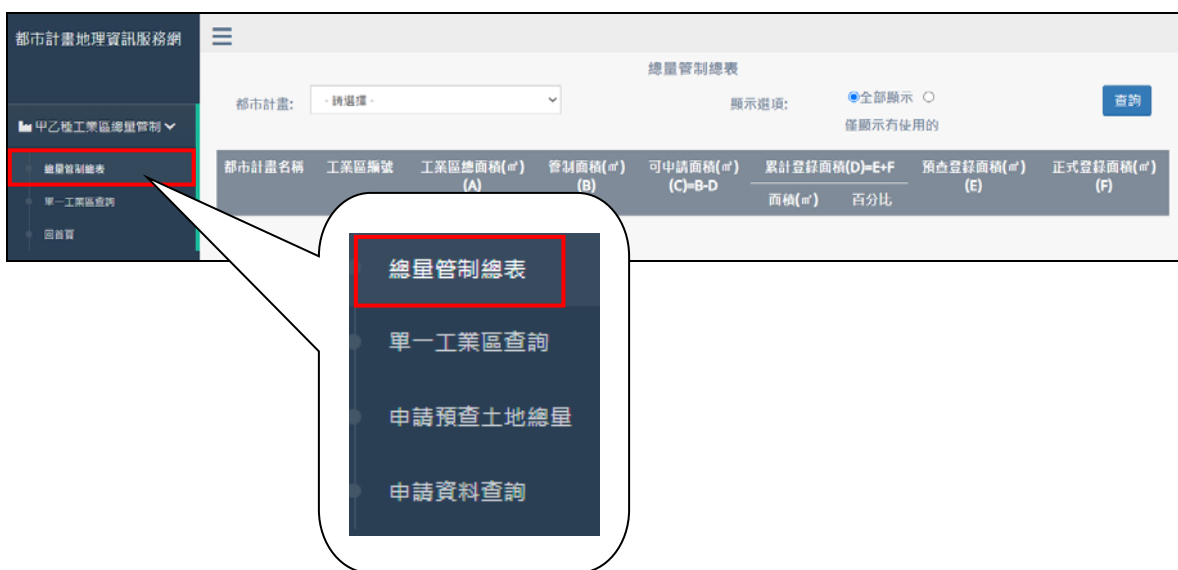 都市計畫地理資訊服務網
甲乙種工業區總量管制
總量管制總表
單一工業區查詢
回首頁
總量管制總表
都市計畫:
- 請選擇 -
顯示選項:
全部顯示
僅顯示有使用的
查詢
都市計畫名稱 工業區編號 工業區總面積(㎡) 管制面積(㎡) 可申請面積(㎡) 累計登錄面積(D)=E+F 預查登錄面積(㎡) 正式登錄面積(㎡)
(A) (B) (C)=B-D (E) (F)
面積(㎡) 百分比
總量管制總表
單一工業區查詢
申請預查土地總量
申請資料查詢